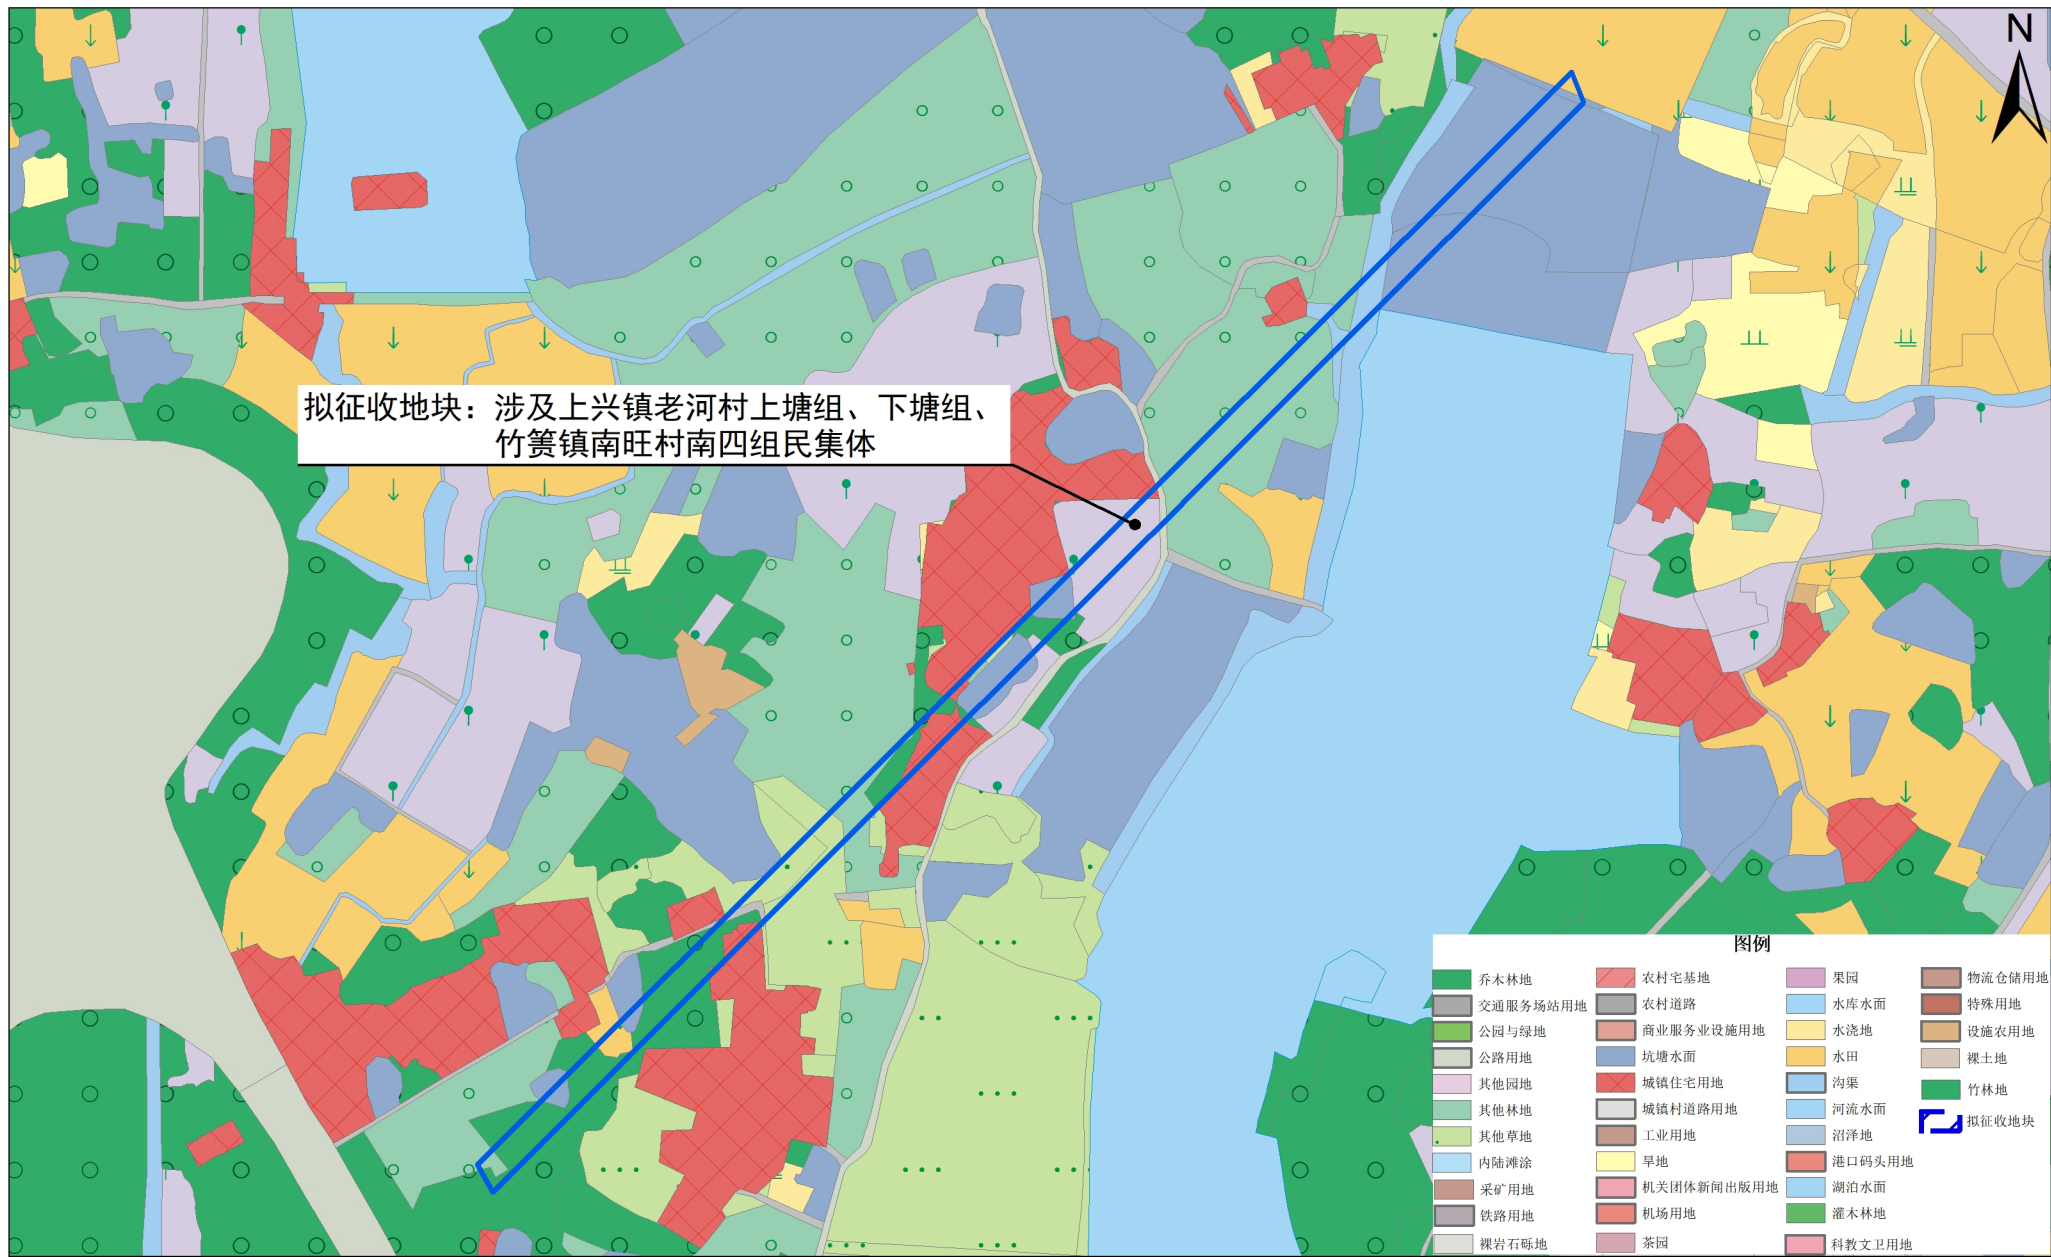 N
拟征收地块：涉及上兴镇老河村上塘组、下塘组、
竹箦镇南旺村南四组民集体
图例
乔木林地
交通服务场站用地
公园与绿地
公路用地
其他园地
其他林地
其他草地
内陆滩涂
采矿用地
铁路用地
裸岩石砾地
农村宅基地
农村道路
商业服务业设施用地
坑塘水面
城镇住宅用地
城镇村道路用地
工业用地
旱地
机关团体新闻出版用地
机场用地
茶园
果园
水库水面
水浇地
水田
沟渠
河流水面
沼泽地
港口码头用地
湖泊水面
灌木林地
科教文卫用地
物流仓储用地
特殊用地
设施农用地
裸土地
竹林地
拟征收地块